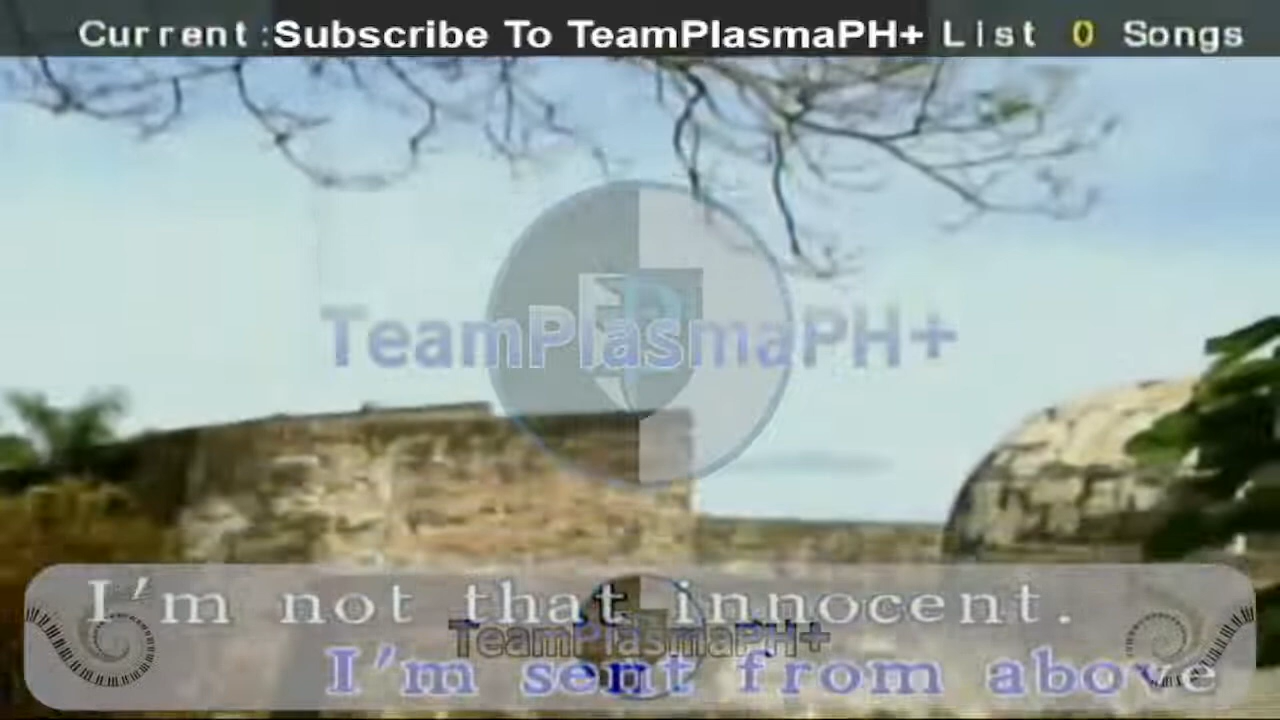 Current: Subscribe To TeamPlasmaPH+ List 0 Songs
TeamPlasmaPH+
I'm not that innocent.
TeamPlasmaPH+
I'm sent from above